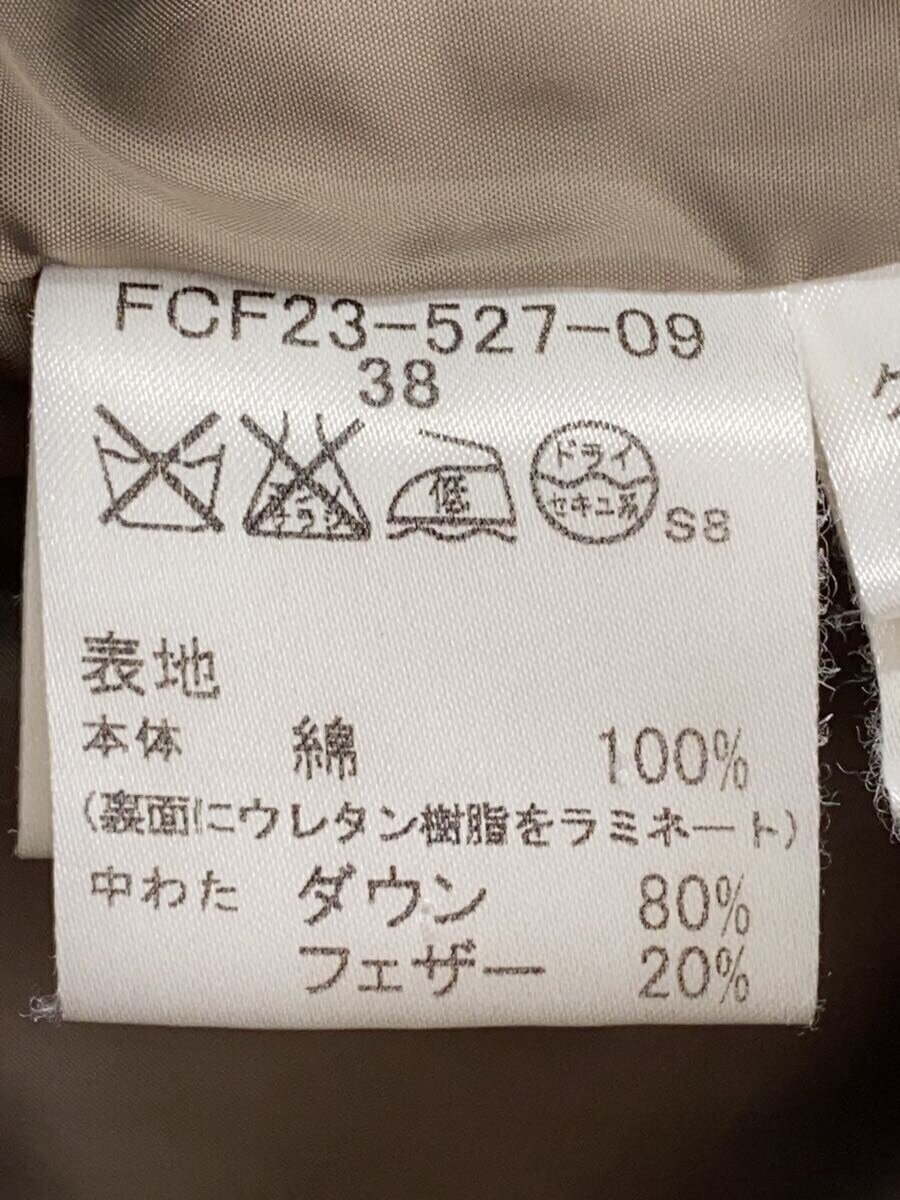 FCF23-527-09
38
エンソ
サラシ
低
ドライ
セキユ系
S8
表地
本体 綿 100%
(裏面にウレタン樹脂をラミネート)
中わた ダウン 80%
フェザー 20%